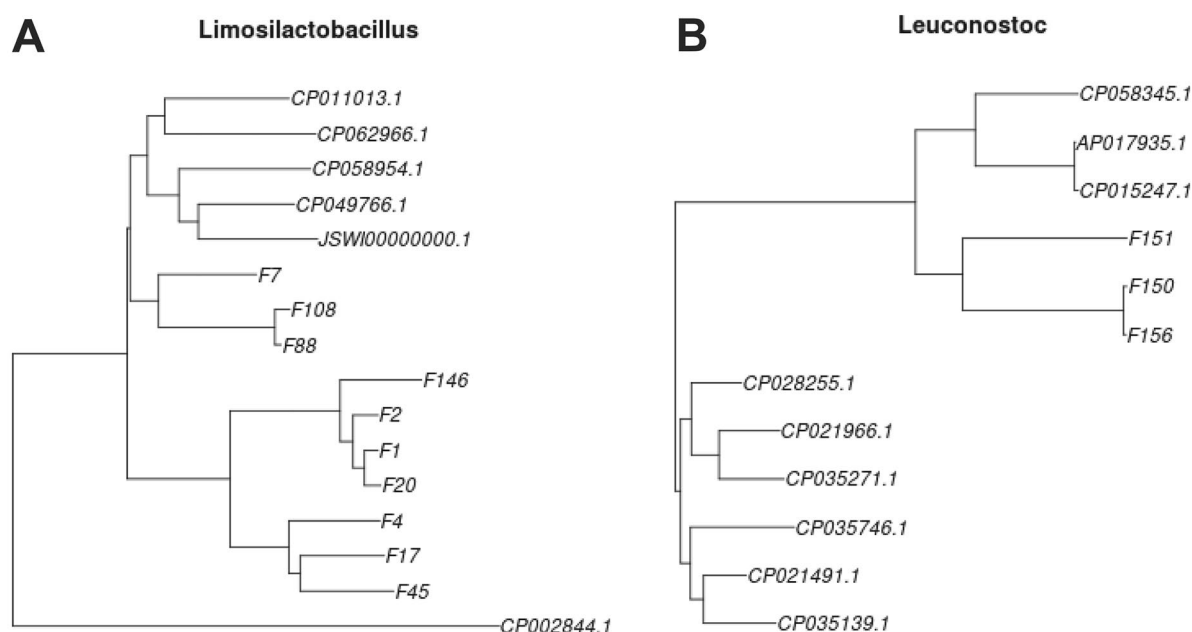 A
Limosilactobacillus
CP011013.1
CP062966.1
CP058954.1
CP049766.1
JSWI00000000.1
F7
F108
F88
F146
F2
F1
F20
F4
F17
F45
CP002844.1
B
Leuconostoc
CP058345.1
AP017935.1
CP015247.1
F151
F150
F156
CP028255.1
CP021966.1
CP035271.1
CP035746.1
CP021491.1
CP035139.1